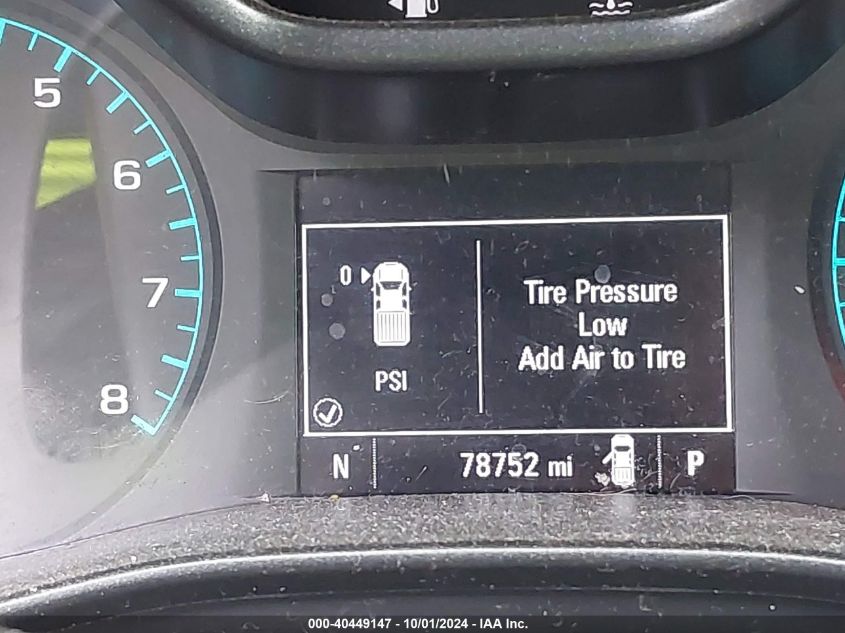 5
6
7
8
0
PSI
Tire Pressure
Low
Add Air to Tire
N 78752 mi P
000-40449147 - 10/01/2024 - IAA Inc.